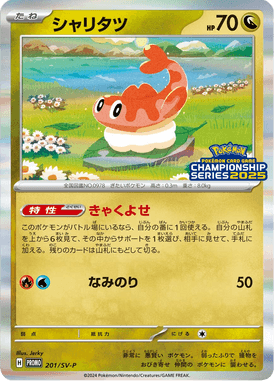 たね シャリタツ HP 70
Pokémon
POKÉMON CARD GAME
CHAMPIONSHIP
SERIES 2025
全国図鑑NO.0978 ぎたいポケモン 高さ：0.3m 重さ：8.0kg
特性 きゃくよせ
このポケモンがバトル場にいるなら、自分の番に1回使える。自分の山札
を上から6枚見て、その中からサポートを1枚選び、相手に見せて、手札に
加える。残りのカードは山札にもどして切る。
なみのり 50
弱点 抵抗力 にげる
Illus. Jerky
H PROMO 201/SV-P
©2024 Pokémon/Nintendo/Creatures/GAME FREAK.